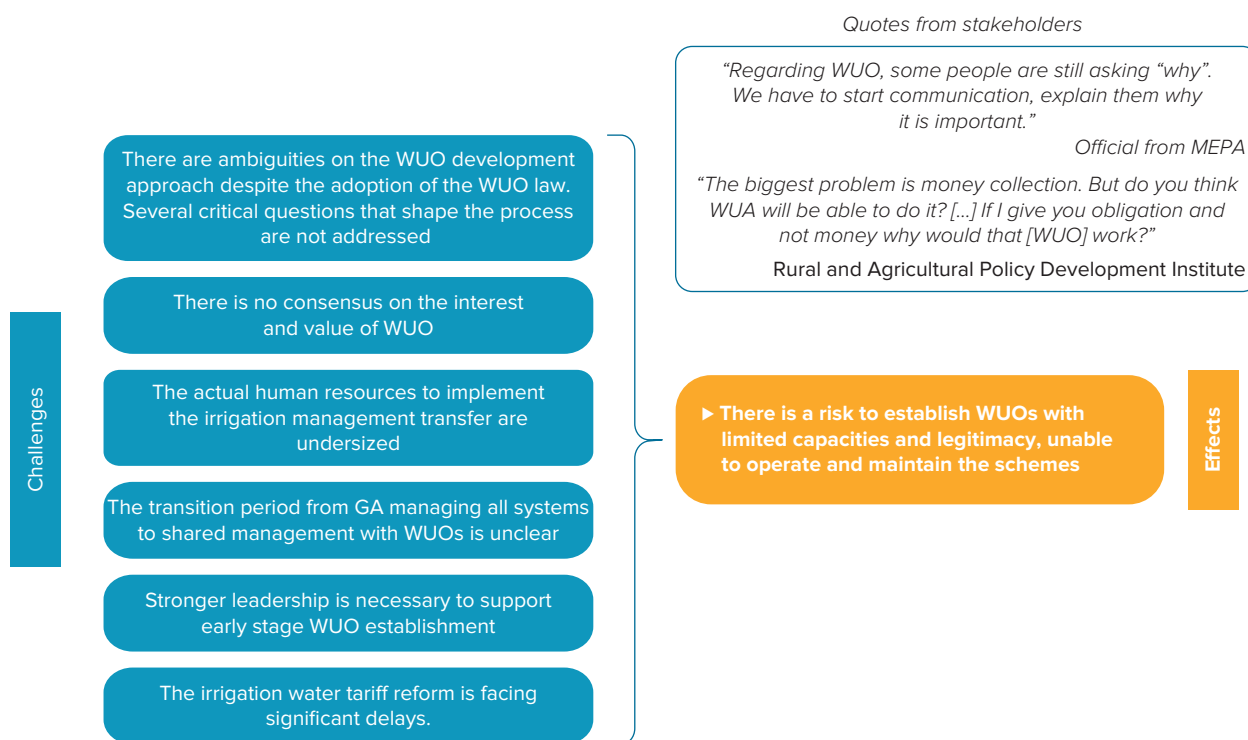 Quotes from stakeholders
“Regarding WUO, some people are still asking “why”.
We have to start communication, explain them why
it is important.”
Official from MEPA
“The biggest problem is money collection. But do you think
WUA will be able to do it? [...] If I give you obligation and
not money why would that [WUO] work?”
Rural and Agricultural Policy Development Institute
Challenges
There are ambiguities on the WUO development
approach despite the adoption of the WUO law.
Several critical questions that shape the process
are not addressed
There is no consensus on the interest
and value of WUO
The actual human resources to implement
the irrigation management transfer are
undersized
The transition period from GA managing all systems
to shared management with WUOs is unclear
Stronger leadership is necessary to support
early stage WUO establishment
The irrigation water tariff reform is facing
significant delays.
▶ There is a risk to establish WUOs with
limited capacities and legitimacy, unable
to operate and maintain the schemes
Effects